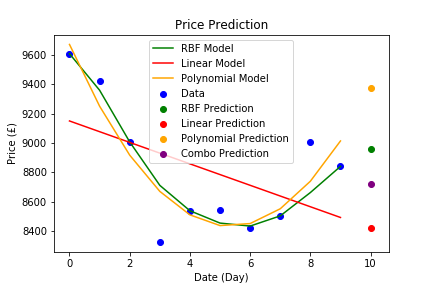 Price Prediction
RBF Model
Linear Model
Polynomial Model
Data
RBF Prediction
Linear Prediction
Polynomial Prediction
Combo Prediction
Price (£)
9600
9400
9200
9000
8800
8600
8400
0 2 4 6 8 10
Date (Day)